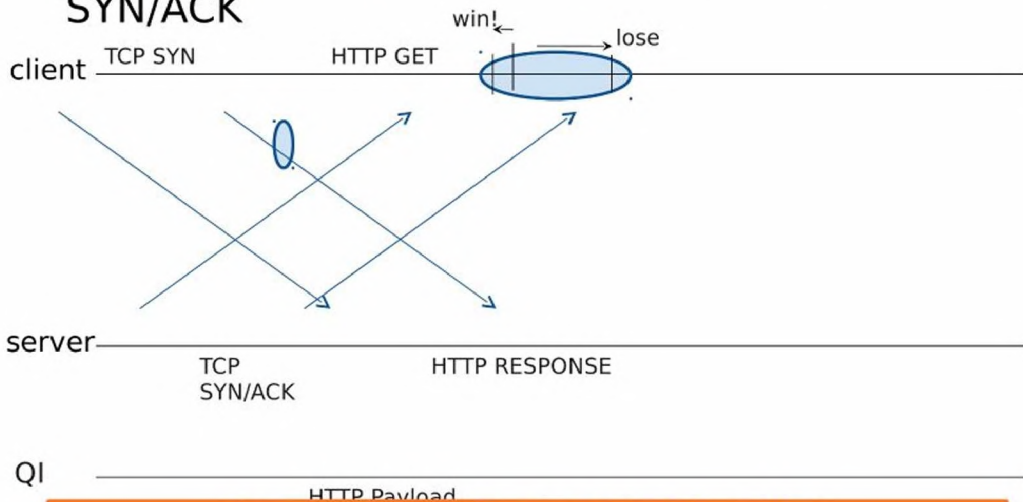 SYN/ACK
win!
lose
TCP SYN
HTTP GET
client
server
TCP
SYN/ACK
HTTP RESPONSE
QI
HTTP Payload